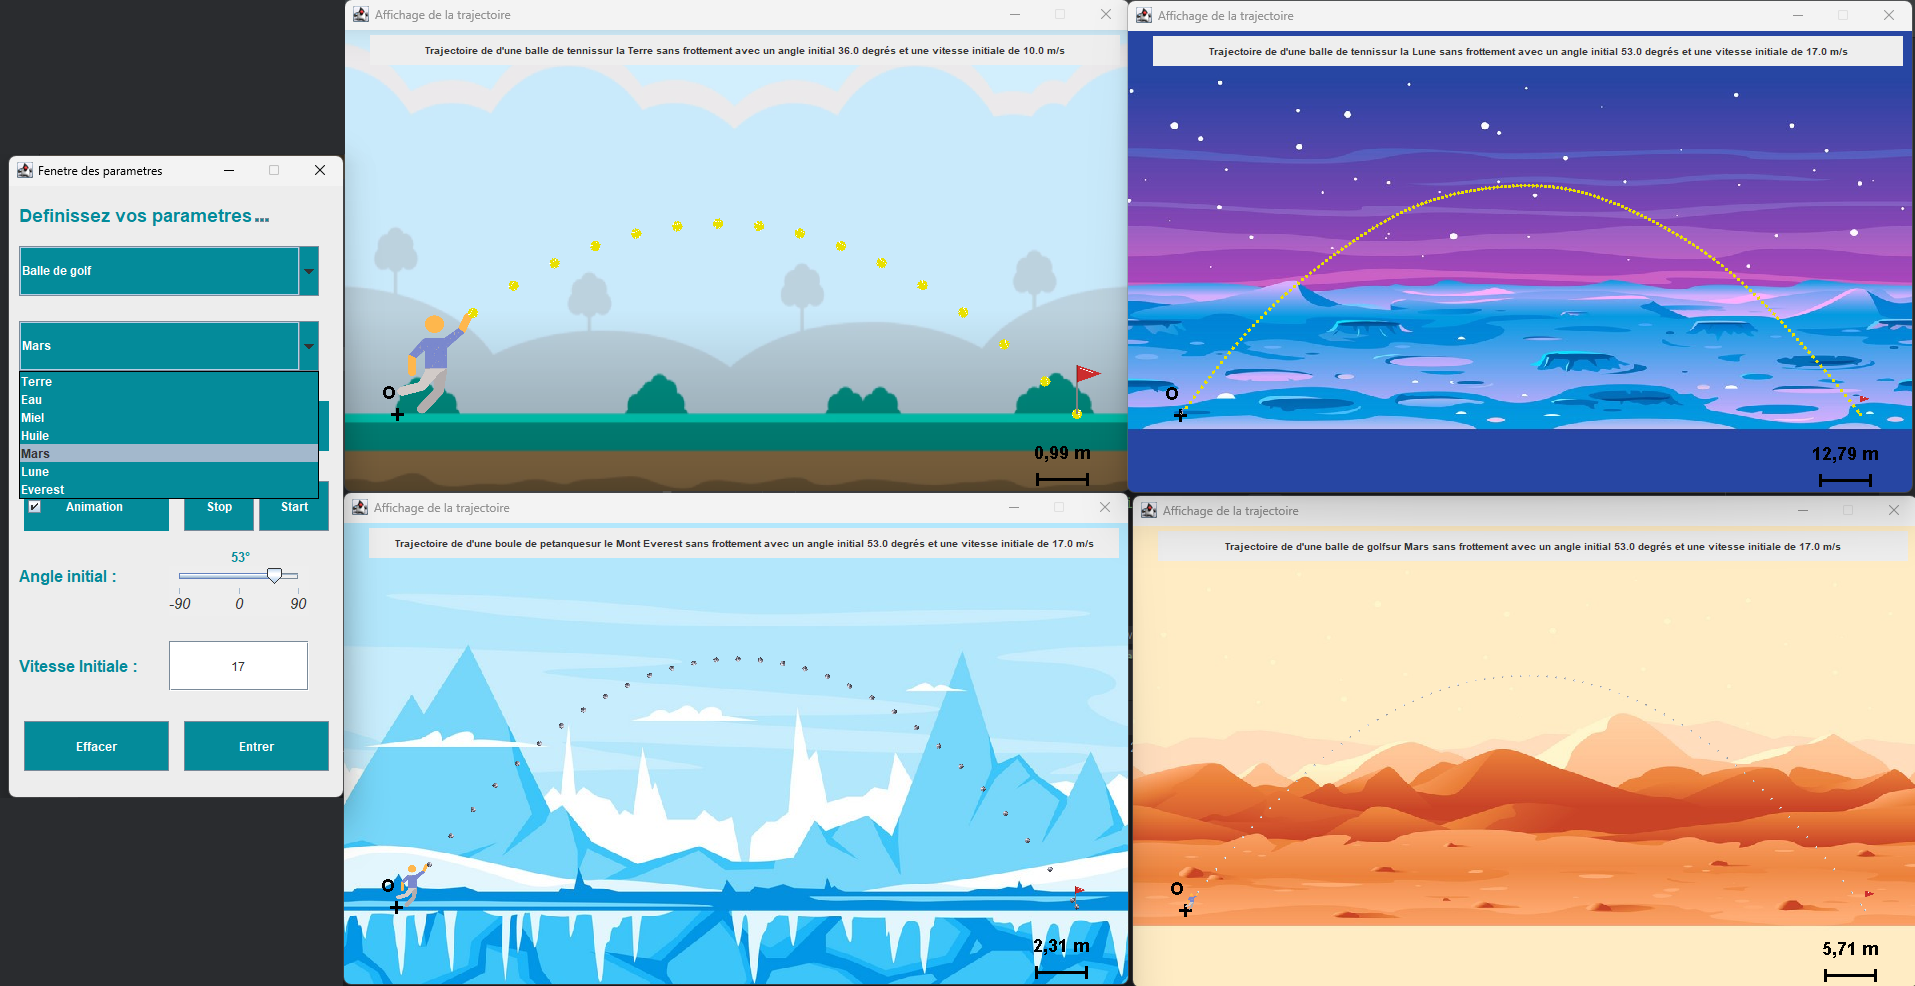 Fenetre des parametres
Definissez vos parametres ...
Balle de golf
Mars
Terre
Eau
Miel
Huile
Mars
Lune
Everest
Animation
Stop
Start
53°
Angle initial :
-90
0
90
Vitesse Initiale :
17
Effacer
Entrer
Affichage de la trajectoire
Trajectoire de d'une balle de tennissur la Terre sans frottement avec un angle initial 36.0 degrés et une vitesse initiale de 10.0 m/s
O
0,99 m
Affichage de la trajectoire
Trajectoire de d'une balle de tennissur la Lune sans frottement avec un angle initial 53.0 degrés et une vitesse initiale de 17.0 m/s
O
12,79 m
Affichage de la trajectoire
Trajectoire de d'une boule de petanquesur le Mont Everest sans frottement avec un angle initial 53.0 degrés et une vitesse initiale de 17.0 m/s
O
2,31 m
Affichage de la trajectoire
Trajectoire de d'une balle de golfsur Mars sans frottement avec un angle initial 53.0 degrés et une vitesse initiale de 17.0 m/s
O
5,71 m